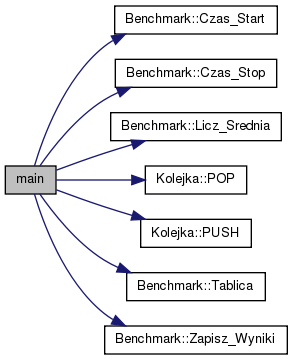 Benchmark::Czas_Start
Benchmark::Czas_Stop
Benchmark::Licz_Srednia
main
Kolejka::POP
Kolejka::PUSH
Benchmark::Tablica
Benchmark::Zapisz_Wyniki